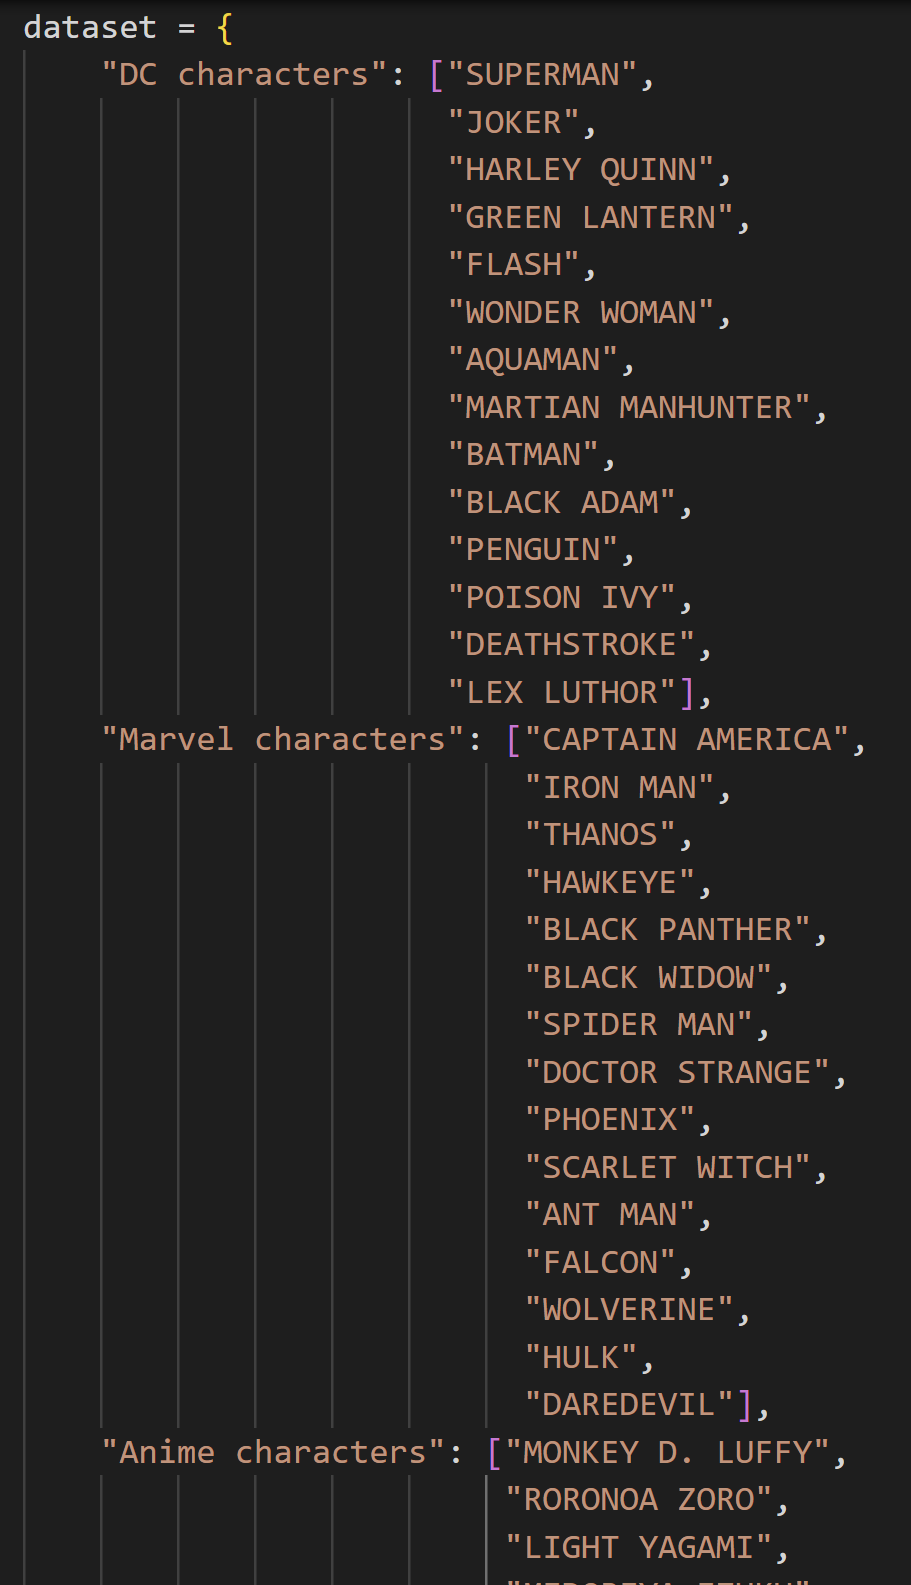 dataset = {
"DC characters": ["SUPERMAN",
"JOKER",
"HARLEY QUINN",
"GREEN LANTERN",
"FLASH",
"WONDER WOMAN",
"AQUAMAN",
"MARTIAN MANHUNTER",
"BATMAN",
"BLACK ADAM",
"PENGUIN",
"POISON IVY",
"DEATHSTROKE",
"LEX LUTHOR"],
"Marvel characters": ["CAPTAIN AMERICA",
"IRON MAN",
"THANOS",
"HAWKEYE",
"BLACK PANTHER",
"BLACK WIDOW",
"SPIDER MAN",
"DOCTOR STRANGE",
"PHOENIX",
"SCARLET WITCH",
"ANT MAN",
"FALCON",
"WOLVERINE",
"HULK",
"DAREDEVIL"],
"Anime characters": ["MONKEY D. LUFFY",
"RORONOA ZORO",
"LIGHT YAGAMI",